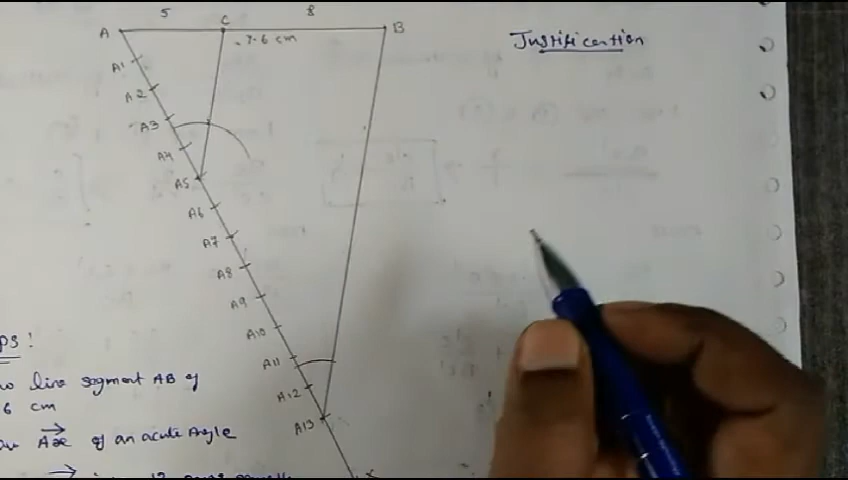 5 8
A C B
7.6 cm
Justification
A1
A2
A3
A4
A5
A6
A7
A8
A9
A10
A11
A12
A13
x
line segment AB of
6 cm
of an acute Angle